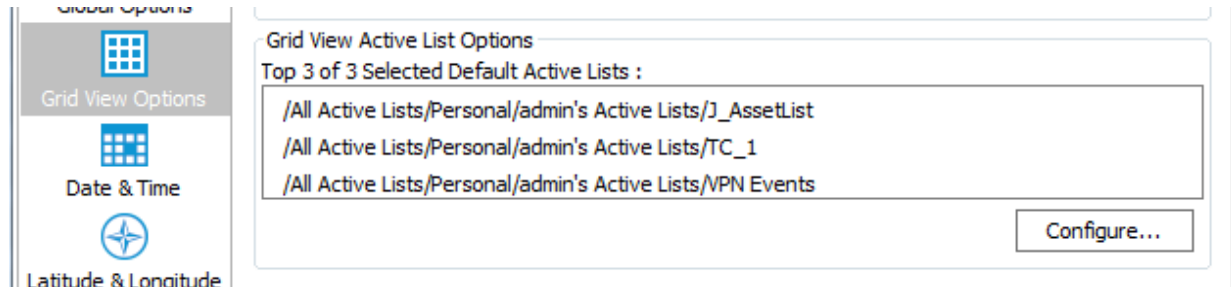 Global Options
Grid View Options
Date & Time
Latitude & Longitude
Grid View Active List Options
Top 3 of 3 Selected Default Active Lists :
/All Active Lists/Personal/admin's Active Lists/J_AssetList
/All Active Lists/Personal/admin's Active Lists/TC_1
/All Active Lists/Personal/admin's Active Lists/VPN Events
Configure...